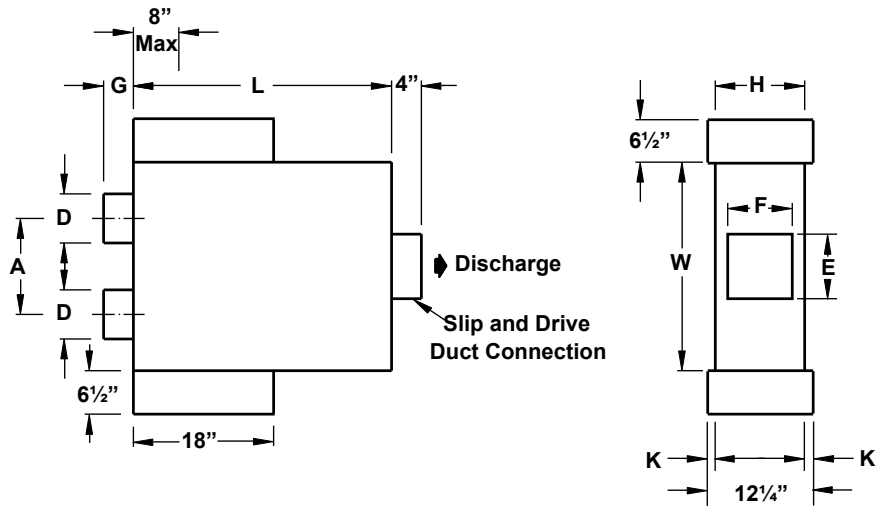 8”
Max
G
L
4”
H
6½”
D
F
A
W
E
Discharge
D
Slip and Drive
Duct Connection
6½”
18”
K
K
12¼”